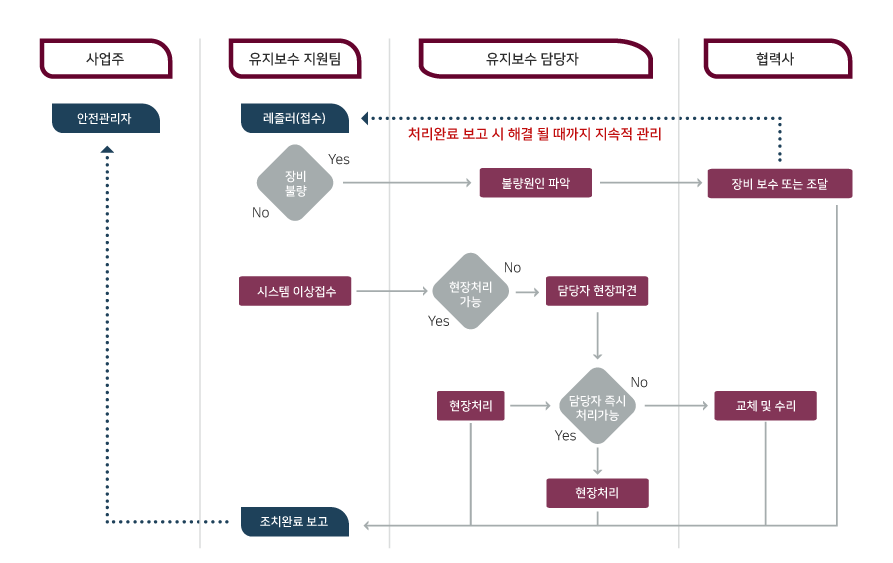 사업주
유지보수 지원팀
유지보수 담당자
협력사
안전관리자
레졸러(접수)
처리완료 보고 시 해결 될 때까지 지속적 관리
장비
불량
Yes
No
불량원인 파악
장비 보수 또는 조달
시스템 이상접수
현장처리
가능
No
Yes
담당자 현장파견
현장처리
담당자 즉시
처리가능
No
Yes
교체 및 수리
현장처리
조치완료 보고